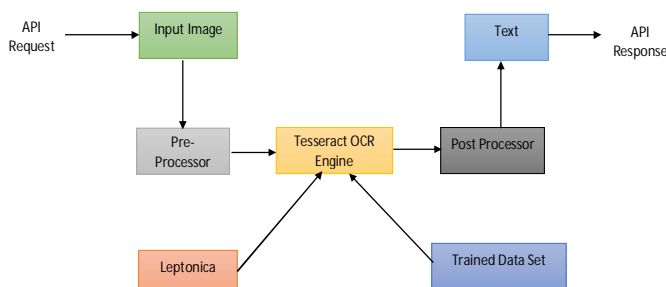 API
Request
Input Image
Text
API
Response
Pre-
Processor
Tesseract OCR
Engine
Post Processor
Leptonica
Trained Data Set